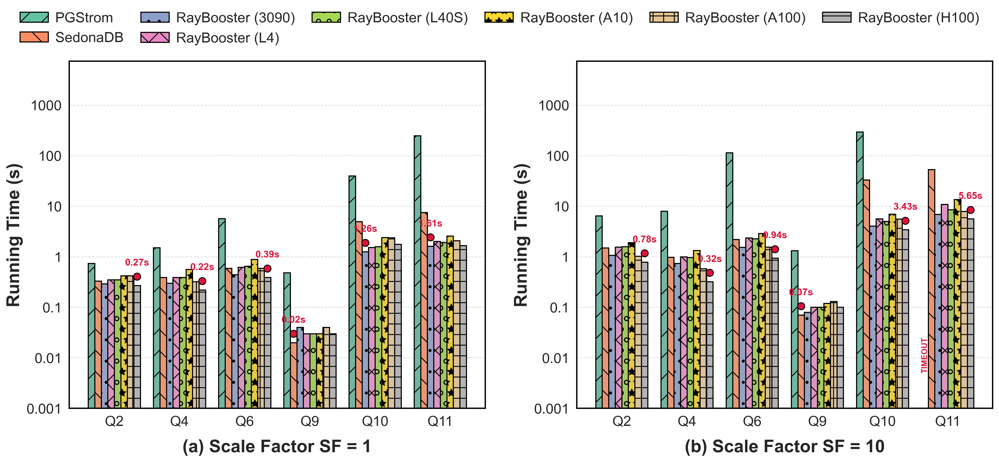 PGStrom RayBooster (3090) RayBooster (L40S) RayBooster (A10) RayBooster (A100) RayBooster (H100)
SedonaDB RayBooster (L4)
Running Time (s)
1000
100
10
1
0.1
0.01
0.001
0.27s
0.22s
0.39s
0.02s
1.26s
1.61s
Q2 Q4 Q6 Q9 Q10 Q11
(a) Scale Factor SF = 1
Running Time (s)
1000
100
10
1
0.1
0.01
0.001
0.78s
0.32s
0.94s
0.07s
3.43s
TIMEOUT
5.65s
Q2 Q4 Q6 Q9 Q10 Q11
(b) Scale Factor SF = 10